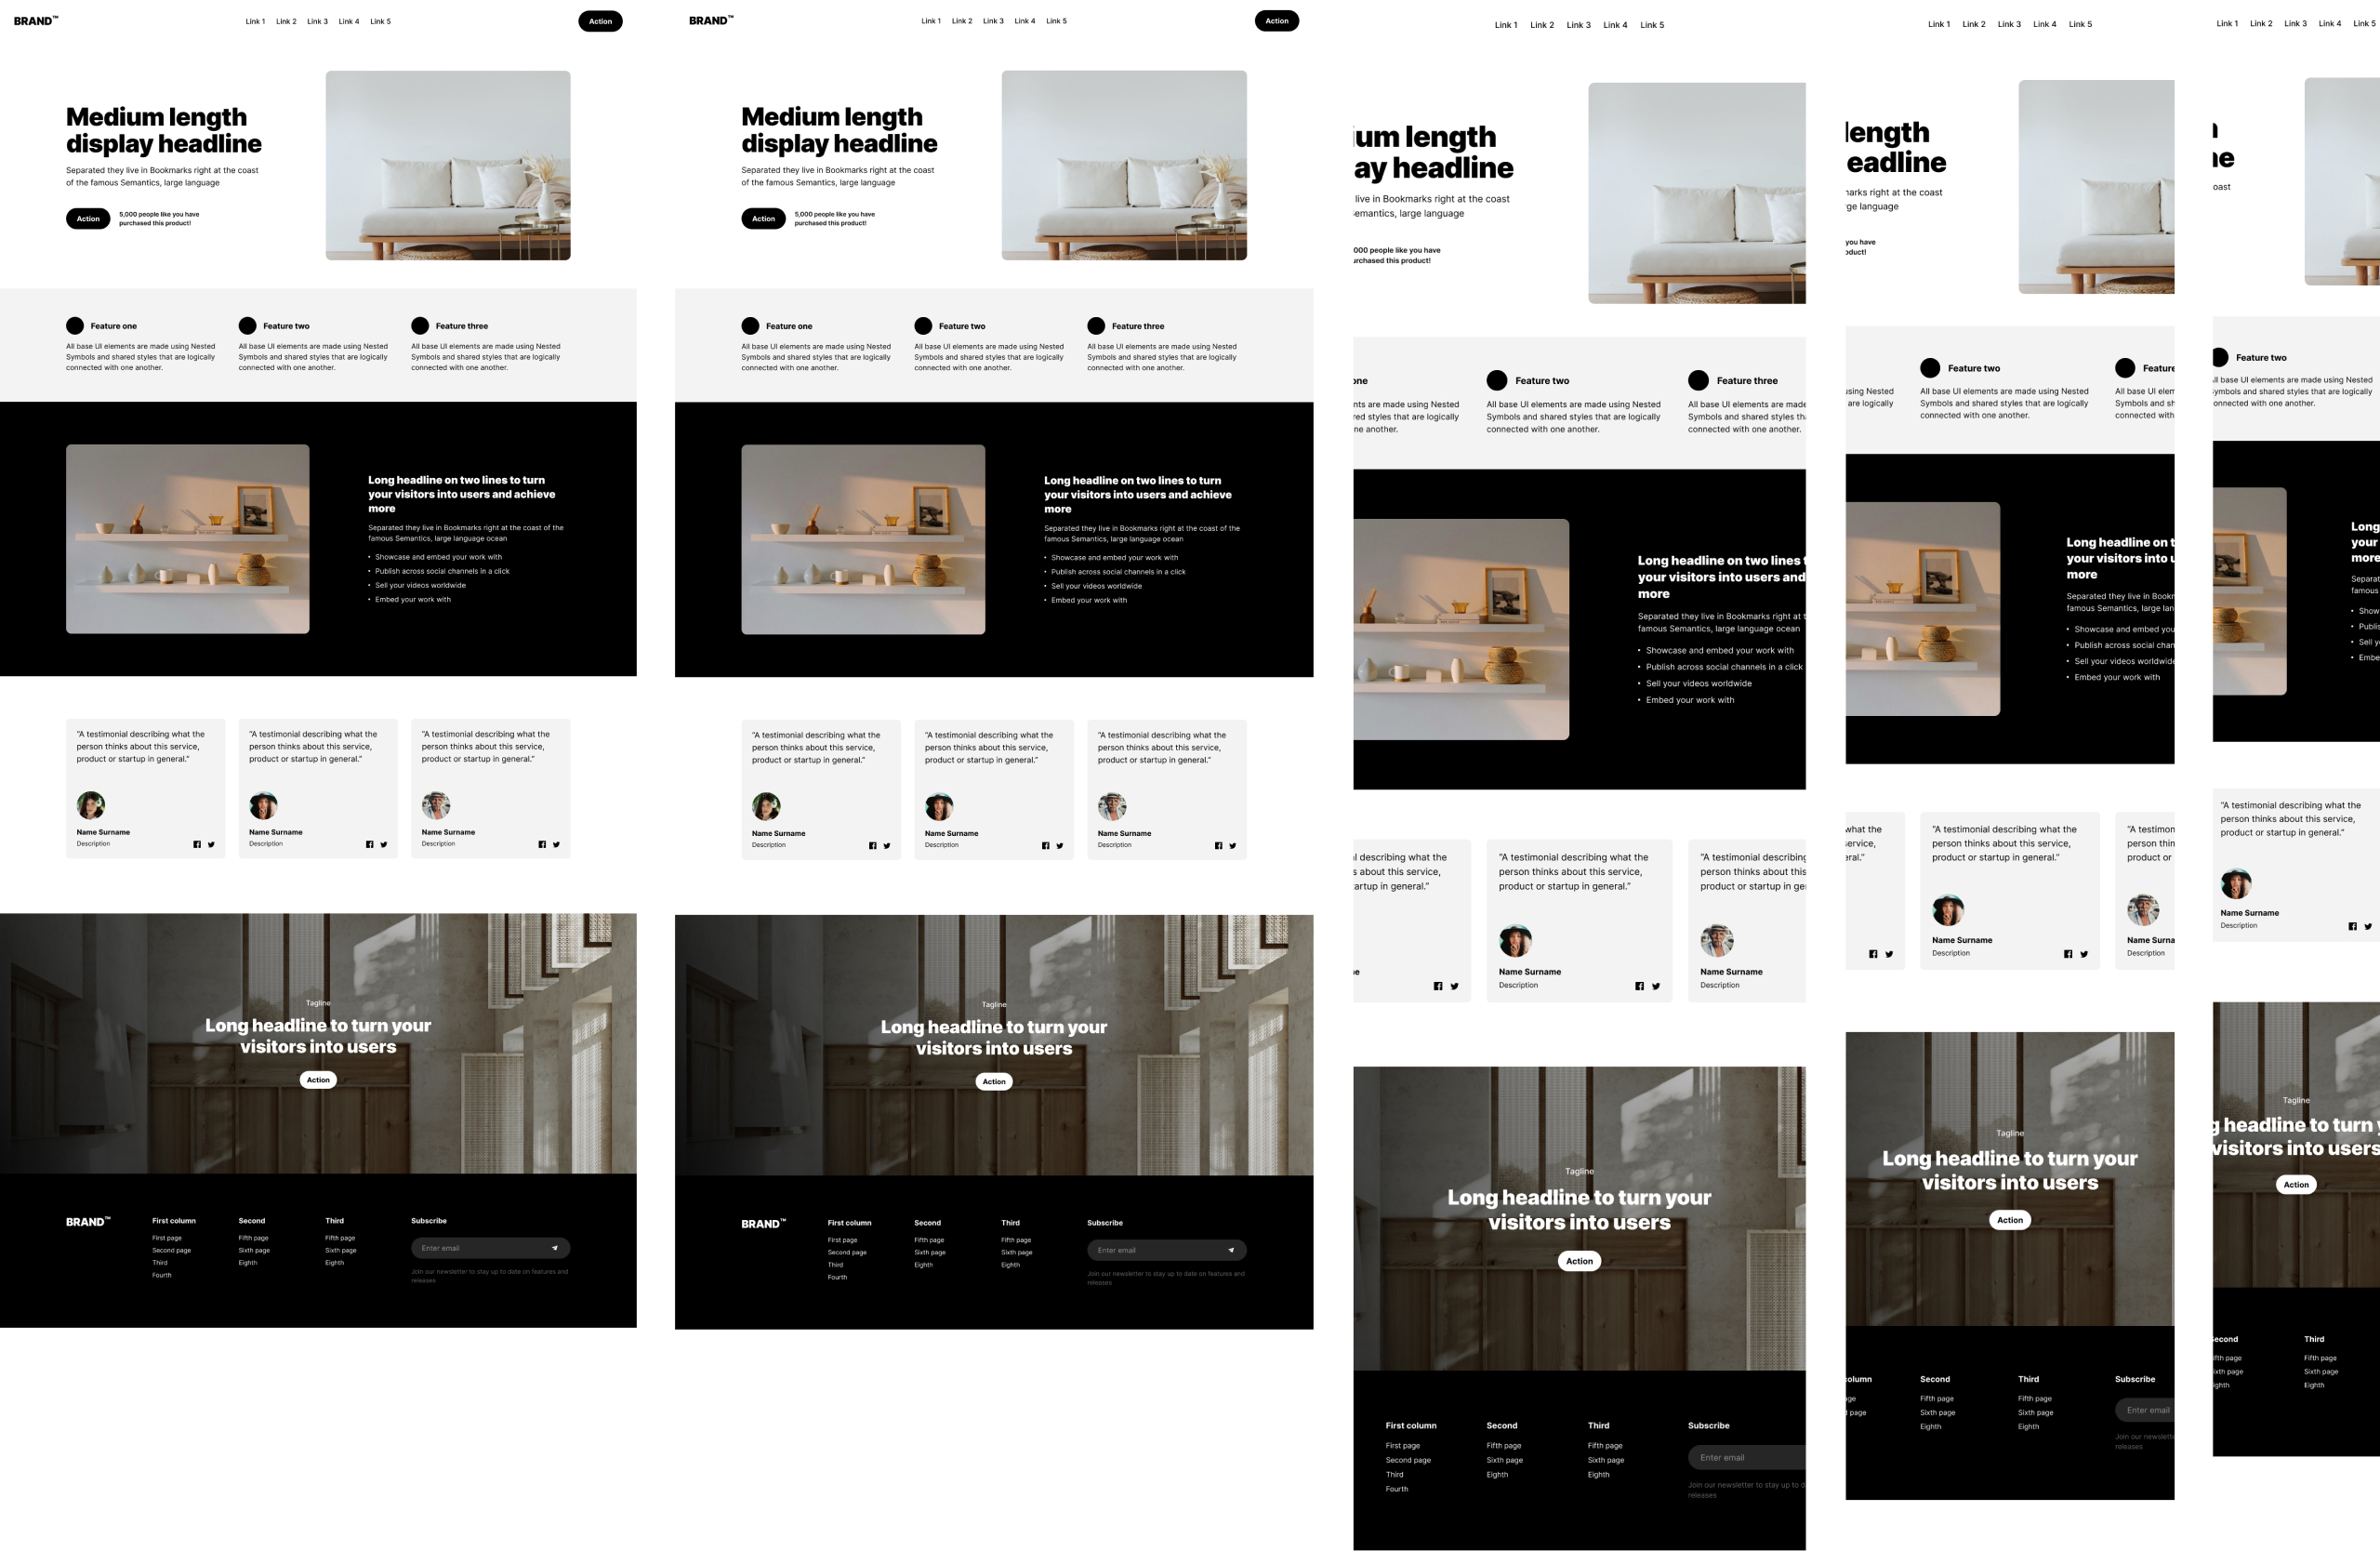 BRAND™
Link 1 Link 2 Link 3 Link 4 Link 5
Action
Medium length
display headline
Separated they live in Bookmarks right at the coast
of the famous Semantics, large language
Action
5,000 people like you have
purchased this product!
Feature one
All base UI elements are made using Nested
Symbols and shared styles that are logically
connected with one another.
Feature two
All base UI elements are made using Nested
Symbols and shared styles that are logically
connected with one another.
Feature three
All base UI elements are made using Nested
Symbols and shared styles that are logically
connected with one another.
Long headline on two lines to turn
your visitors into users and achieve
more
Separated they live in Bookmarks right at the coast of the
famous Semantics, large language ocean
• Showcase and embed your work with
• Publish across social channels in a click
• Sell your videos worldwide
• Embed your work with
“A testimonial describing what the
person thinks about this service,
product or startup in general.”
Name Surname
Description
“A testimonial describing what the
person thinks about this service,
product or startup in general.”
Name Surname
Description
“A testimonial describing what the
person thinks about this service,
product or startup in general.”
Name Surname
Description
Tagline
Long headline to turn your
visitors into users
Action
BRAND™
First column
First page
Second page
Third
Fourth
Second
Fifth page
Sixth page
Eighth
Third
Fifth page
Sixth page
Eighth
Subscribe
Enter email
Join our newsletter to stay up to date on features and
releases
BRAND™
Link 1 Link 2 Link 3 Link 4 Link 5
Action
Medium length
display headline
Separated they live in Bookmarks right at the coast
of the famous Semantics, large language
Action
5,000 people like you have
purchased this product!
Feature one
All base UI elements are made using Nested
Symbols and shared styles that are logically
connected with one another.
Feature two
All base UI elements are made using Nested
Symbols and shared styles that are logically
connected with one another.
Feature three
All base UI elements are made using Nested
Symbols and shared styles that are logically
connected with one another.
Long headline on two lines to turn
your visitors into users and achieve
more
Separated they live in Bookmarks right at the coast of the
famous Semantics, large language ocean
• Showcase and embed your work with
• Publish across social channels in a click
• Sell your videos worldwide
• Embed your work with
“A testimonial describing what the
person thinks about this service,
product or startup in general.”
Name Surname
Description
“A testimonial describing what the
person thinks about this service,
product or startup in general.”
Name Surname
Description
“A testimonial describing what the
person thinks about this service,
product or startup in general.”
Name Surname
Description
Tagline
Long headline to turn your
visitors into users
Action
BRAND™
First column
First page
Second page
Third
Fourth
Second
Fifth page
Sixth page
Eighth
Third
Fifth page
Sixth page
Eighth
Subscribe
Enter email
Join our newsletter to stay up to date on features and
releases
Link 1 Link 2 Link 3 Link 4 Link 5
length
headline
live in Bookmarks right at the coast
large language
000 people like you have
product!
made using Nested
styles that are logically
another.
Feature two
All base UI elements are made using Nested
Symbols and shared styles that are logically
connected with one another.
Feature three
All base UI elements are made
Symbols and shared styles
connected with one another.
Long headline on two lines
your visitors into users and
more
Separated they live in Bookmarks right at
famous Semantics, large language ocean
• Showcase and embed your work with
• Publish across social channels in a click
• Sell your videos worldwide
• Embed your work with
describing what the
about this service,
in general.”
“A testimonial describing what the
person thinks about this service,
product or startup in general.”
Name Surname
Description
“A testimonial describing
person thinks about this
product or startup in
Name Surname
Description
Tagline
Long headline to turn your
visitors into users
Action
First column
First page
Second page
Third
Fourth
Second
Fifth page
Sixth page
Eighth
Third
Fifth page
Sixth page
Eighth
Subscribe
Enter email
Join our newsletter to stay up to
releases
Link 1 Link 2 Link 3 Link 4 Link 5
length
right at the coast
language
you have
using Nested
are logically
Feature two
All base UI elements are made using Nested
Symbols and shared styles that are logically
connected with one another.
All base UI
Symbols and
connected with
Long headline on
your visitors into
more
Separated they live in
famous Semantics, large
• Showcase and embed
• Publish across social
• Sell your videos worldwide
• Embed your work with
what the
“A testimonial describing what the
person thinks about this service,
product or startup in general.”
Name Surname
Description
“A
person
product or
Name
Description
Tagline
Long headline to turn your
visitors into users
Action
page
Second
Fifth page
Sixth page
Eighth
Third
Fifth page
Sixth page
Eighth
Subscribe
Enter email
Join our
releases
Link 1 Link 2 Link 3 Link 4 Link 5
Feature two
base UI elements are made using Nested
and shared styles that are logically
with one another.
Long
your
more
• Sell
“A testimonial describing what the
person thinks about this service,
product or startup in general.”
Name Surname
Description
Tagline
headline to turn
visitors into users
Action
page
page
Third
Fifth page
Sixth page
Eighth